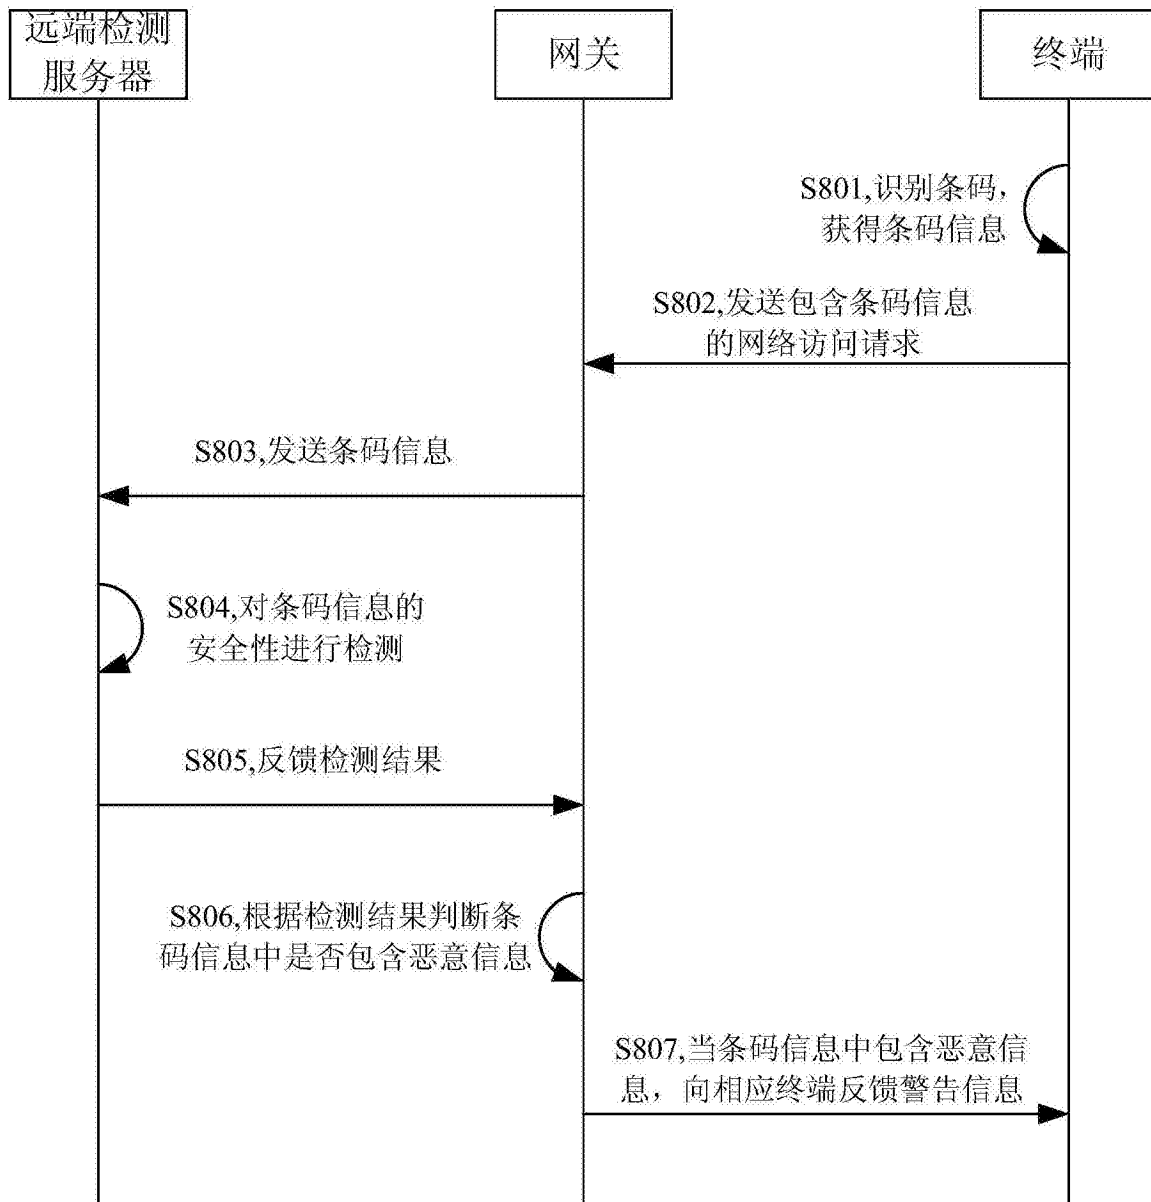 远端检测
服务器
网关
终端
S801,识别条码，
获得条码信息
S802,发送包含条码信息
的网络访问请求
S803,发送条码信息
S804,对条码信息的
安全性进行检测
S805,反馈检测结果
S806,根据检测结果判断条
码信息中是否包含恶意信息
S807,当条码信息中包含恶意信
息，向相应终端反馈警告信息